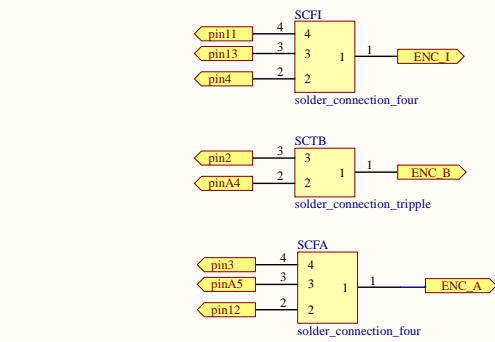 SCFI
pin11 4 4
pin13 3 3 1 1 ENC_I
pin4 2 2
solder_connection_four
SCTB
pin2 3 3 1 1 ENC_B
pinA4 2 2
solder_connection_tripple
SCFA
pin3 4 4
pinA5 3 3 1 1 ENC_A
pin12 2 2
solder_connection_four